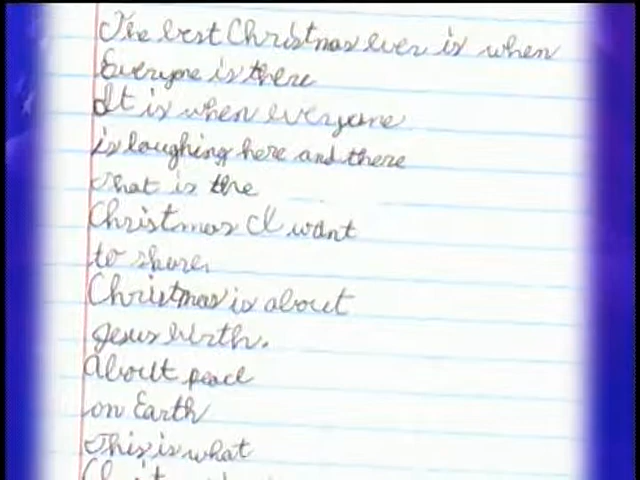 The best Christmas ever is when
Everyone is there
It is when everyone
is laughing here and there
That is the
Christmas I want
to share.
Christmas is about
Jesus birth.
About peace
on Earth
This is what